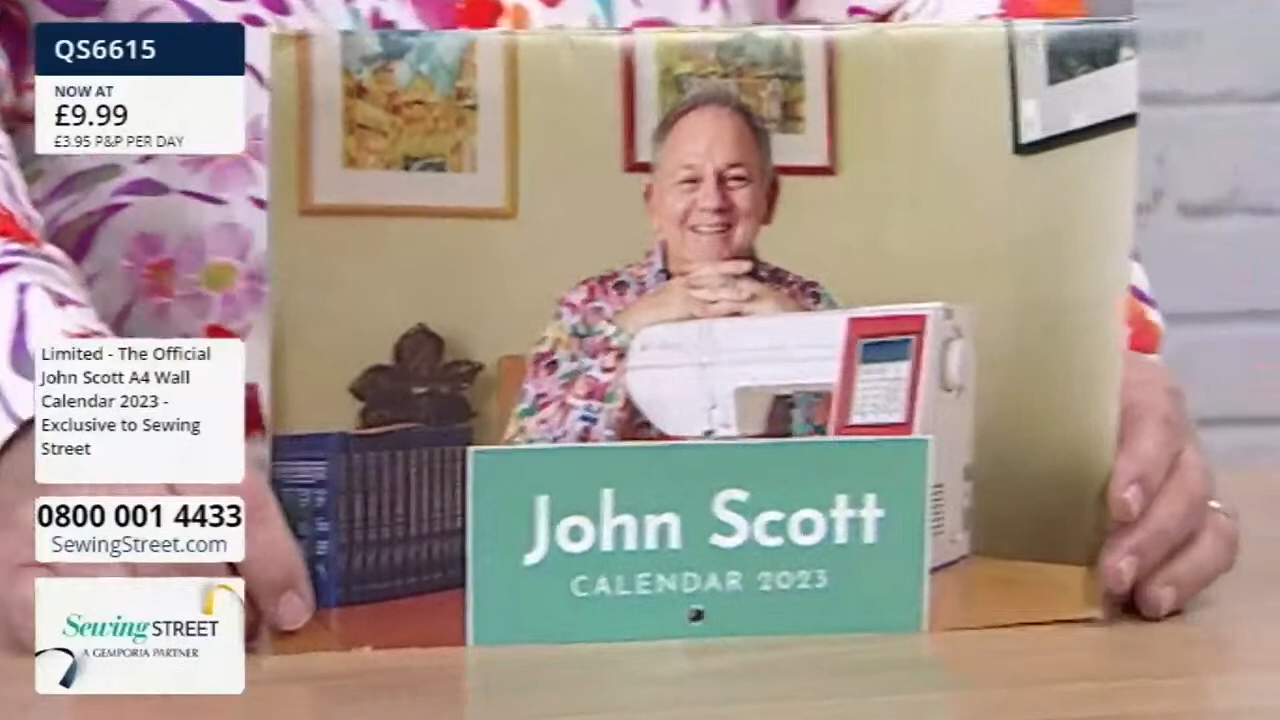 QS6615
NOW AT
£9.99
£3.95 P&P PER DAY
Limited - The Official
John Scott A4 Wall
Calendar 2023 -
Exclusive to Sewing
Street
0800 001 4433
SewingStreet.com
Sewing STREET
A GEMPORIA PARTNER
John Scott
CALENDAR 2023